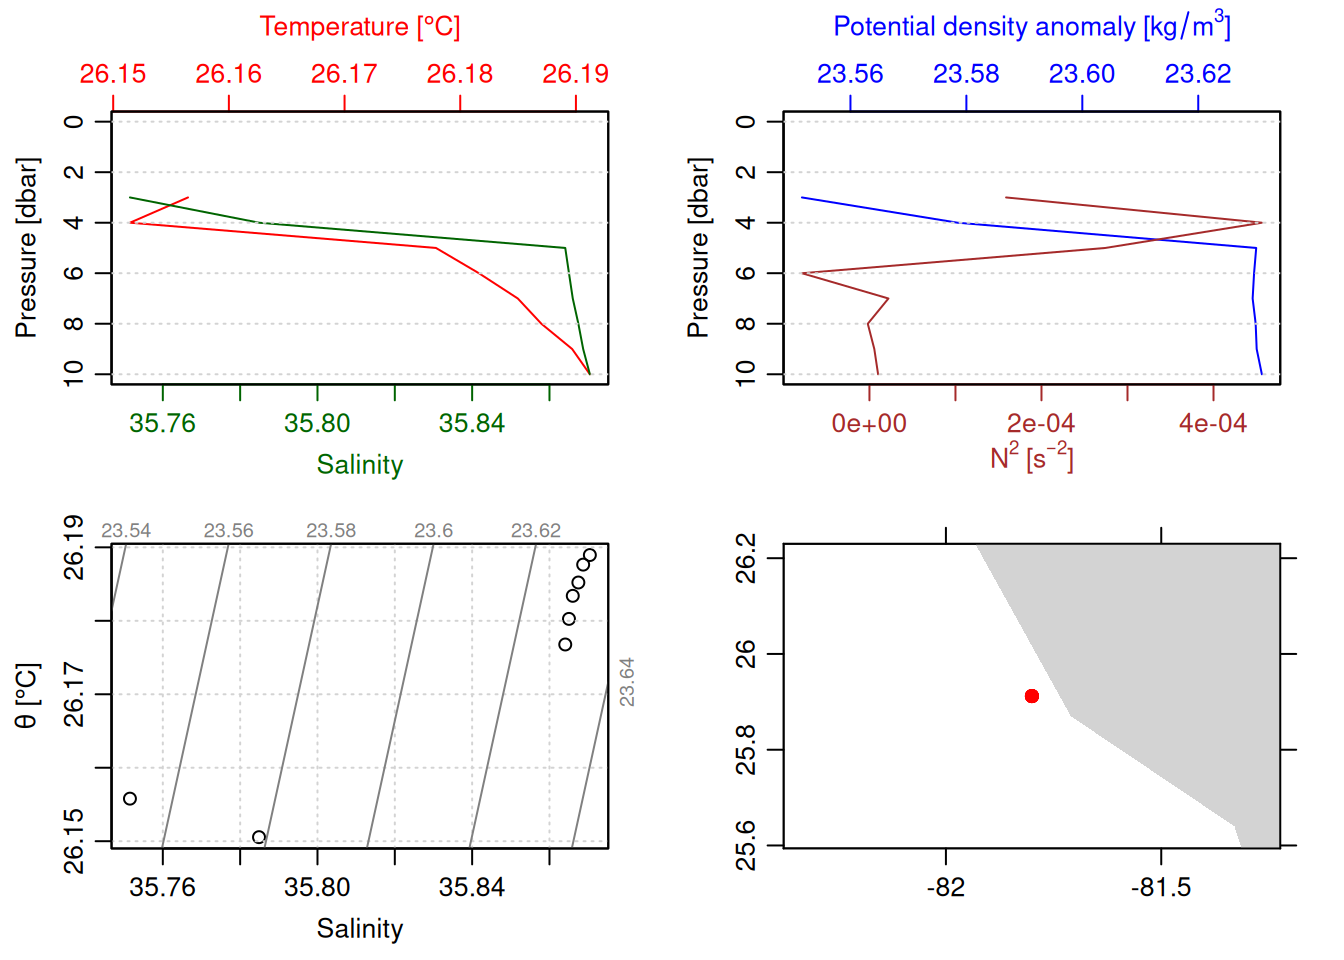 Temperature [°C]
26.15 26.16 26.17 26.18 26.19
Pressure [dbar]
0
2
4
6
8
10
35.76 35.80 35.84
Salinity
Potential density anomaly [kg/m³]
23.56 23.58 23.60 23.62
Pressure [dbar]
0
2
4
6
8
10
0e+00 2e-04 4e-04
N² [s⁻²]
23.54 23.56 23.58 23.6 23.62
23.64
θ [°C]
26.19
26.17
26.15
35.76 35.80 35.84
Salinity
26.2
26
25.8
25.6
-82 -81.5